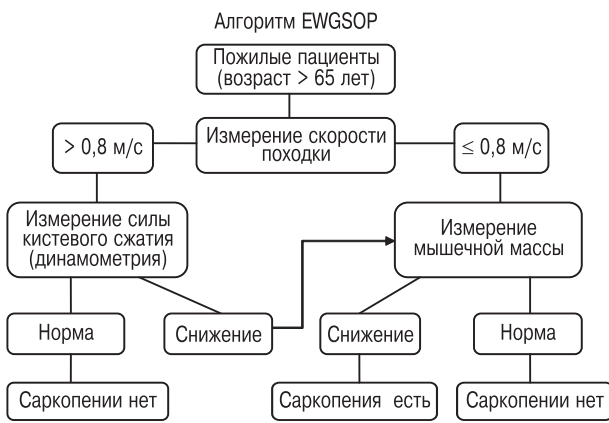 Алгоритм EWGSOP
Пожилые пациенты
(возраст > 65 лет)
> 0,8 м/с
Измерение скорости
походки
≤ 0,8 м/с
Измерение силы
кистевого сжатия
(динамометрия)
Измерение
мышечной массы
Норма
Снижение
Снижение
Норма
Саркопении нет
Саркопения есть
Саркопении нет